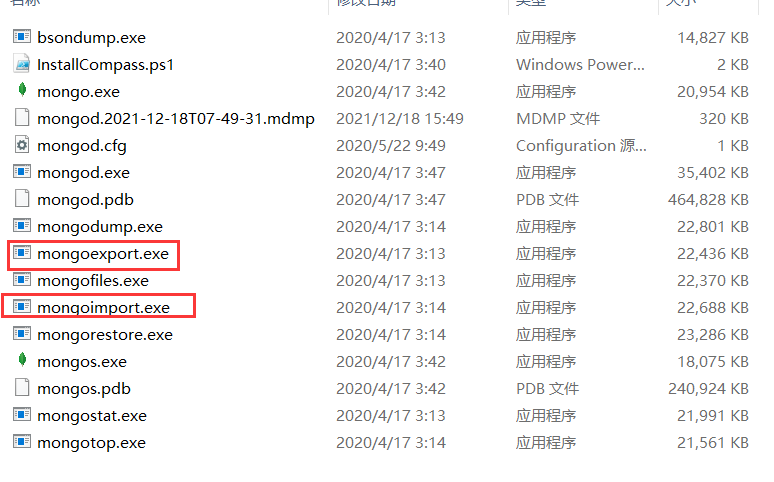 名称 修改日期 类型 大小
bsondump.exe 2020/4/17 3:13 应用程序 14,827 KB
InstallCompass.ps1 2020/4/17 3:40 Windows Power... 2 KB
mongo.exe 2020/4/17 3:42 应用程序 20,954 KB
mongod.2021-12-18T07-49-31.mdmp 2021/12/18 15:49 MDMP 文件 320 KB
mongod.cfg 2020/5/22 9:49 Configuration 源... 1 KB
mongod.exe 2020/4/17 3:47 应用程序 35,402 KB
mongod.pdb 2020/4/17 3:47 PDB 文件 464,828 KB
mongodump.exe 2020/4/17 3:14 应用程序 22,801 KB
mongoexport.exe 2020/4/17 3:13 应用程序 22,436 KB
mongofiles.exe 2020/4/17 3:13 应用程序 22,370 KB
mongoimport.exe 2020/4/17 3:14 应用程序 22,688 KB
mongorestore.exe 2020/4/17 3:14 应用程序 23,286 KB
mongos.exe 2020/4/17 3:42 应用程序 18,075 KB
mongos.pdb 2020/4/17 3:42 PDB 文件 240,924 KB
mongostat.exe 2020/4/17 3:13 应用程序 21,991 KB
mongotop.exe 2020/4/17 3:14 应用程序 21,561 KB